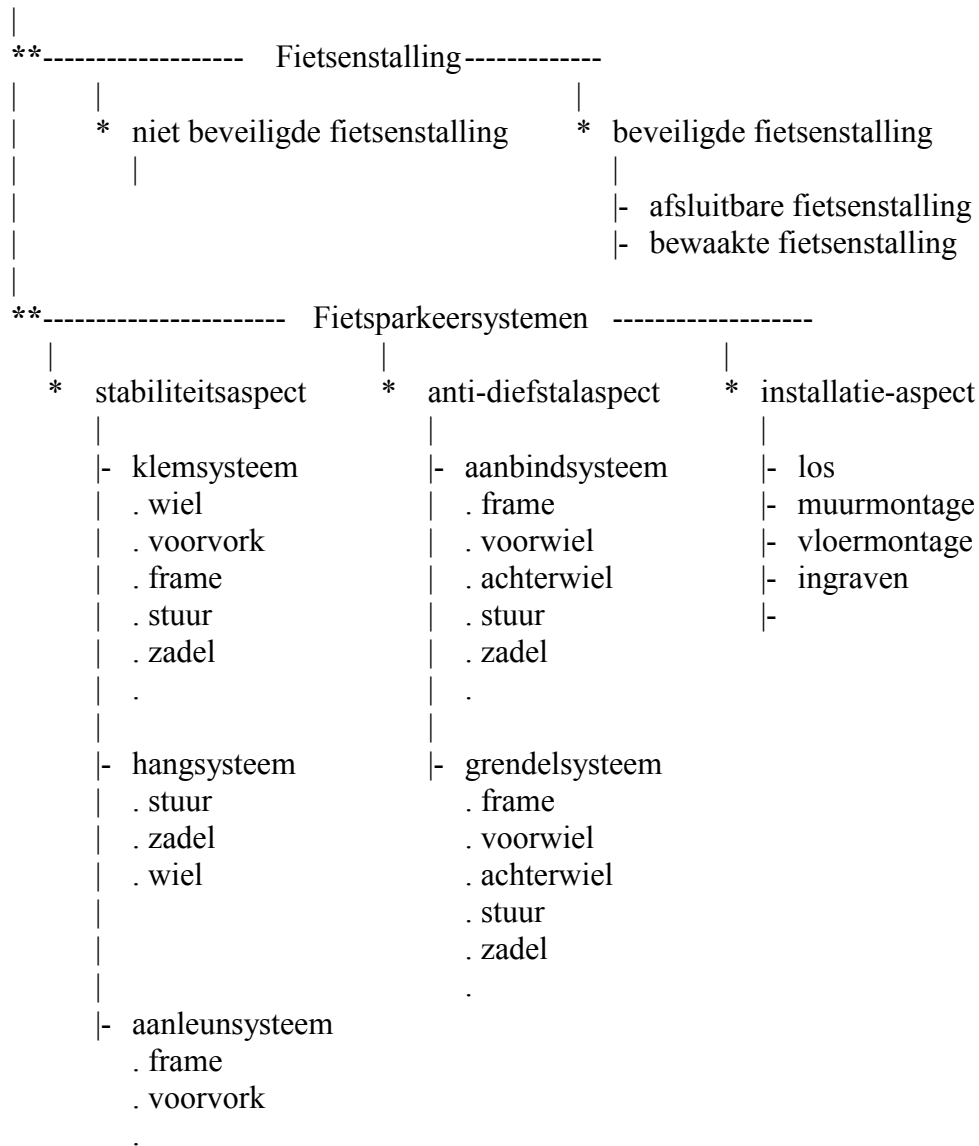 |
**------------------- Fietsenstalling-------------
| | |
| * niet beveiligde fietsenstalling * beveiligde fietsenstalling
| | |
| |- afsluitbare fietsenstalling
| |- bewaakte fietsenstalling
|
**----------------------- Fietsparkeersystemen -------------------
| | |
* stabiliteitsaspect * anti-diefstalaspect * installatie-aspect
| | |
|- klemsysteem |- aanbindsysteem |- los
| . wiel | . frame |- muurmontage
| . voorvork | . voorwiel |- vloermontage
| . frame | . achterwiel |- ingraven
| . stuur | . stuur |-
| . zadel | . zadel
| . | .
| |
|- hangsysteem |- grendelsysteem
| . stuur . frame
| . zadel . voorwiel
| . wiel . achterwiel
| . stuur
| . zadel
| .
|- aanleunsysteem
. frame
. voorvork
.